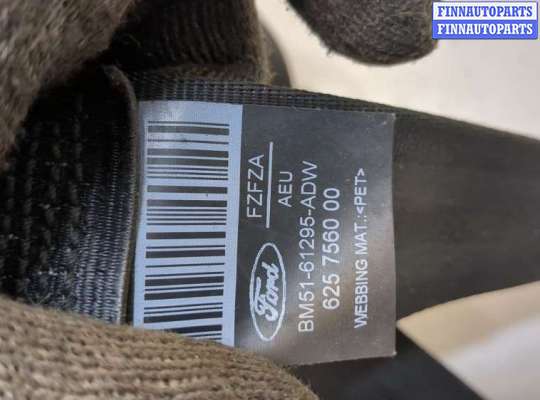 FINNAUTOPARTS
FINNAUTOPARTS
FZFZA
AEU
Ford
BM51-61295-ADW
625 7560 00
WEBBING MAT.:<PET>